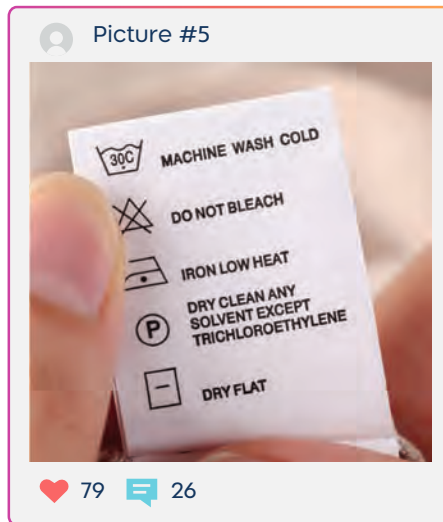 Picture #5
30C
MACHINE WASH COLD
DO NOT BLEACH
IRON LOW HEAT
P
DRY CLEAN ANY
SOLVENT EXCEPT
TRICHLOROETHYLENE
DRY FLAT
79 26